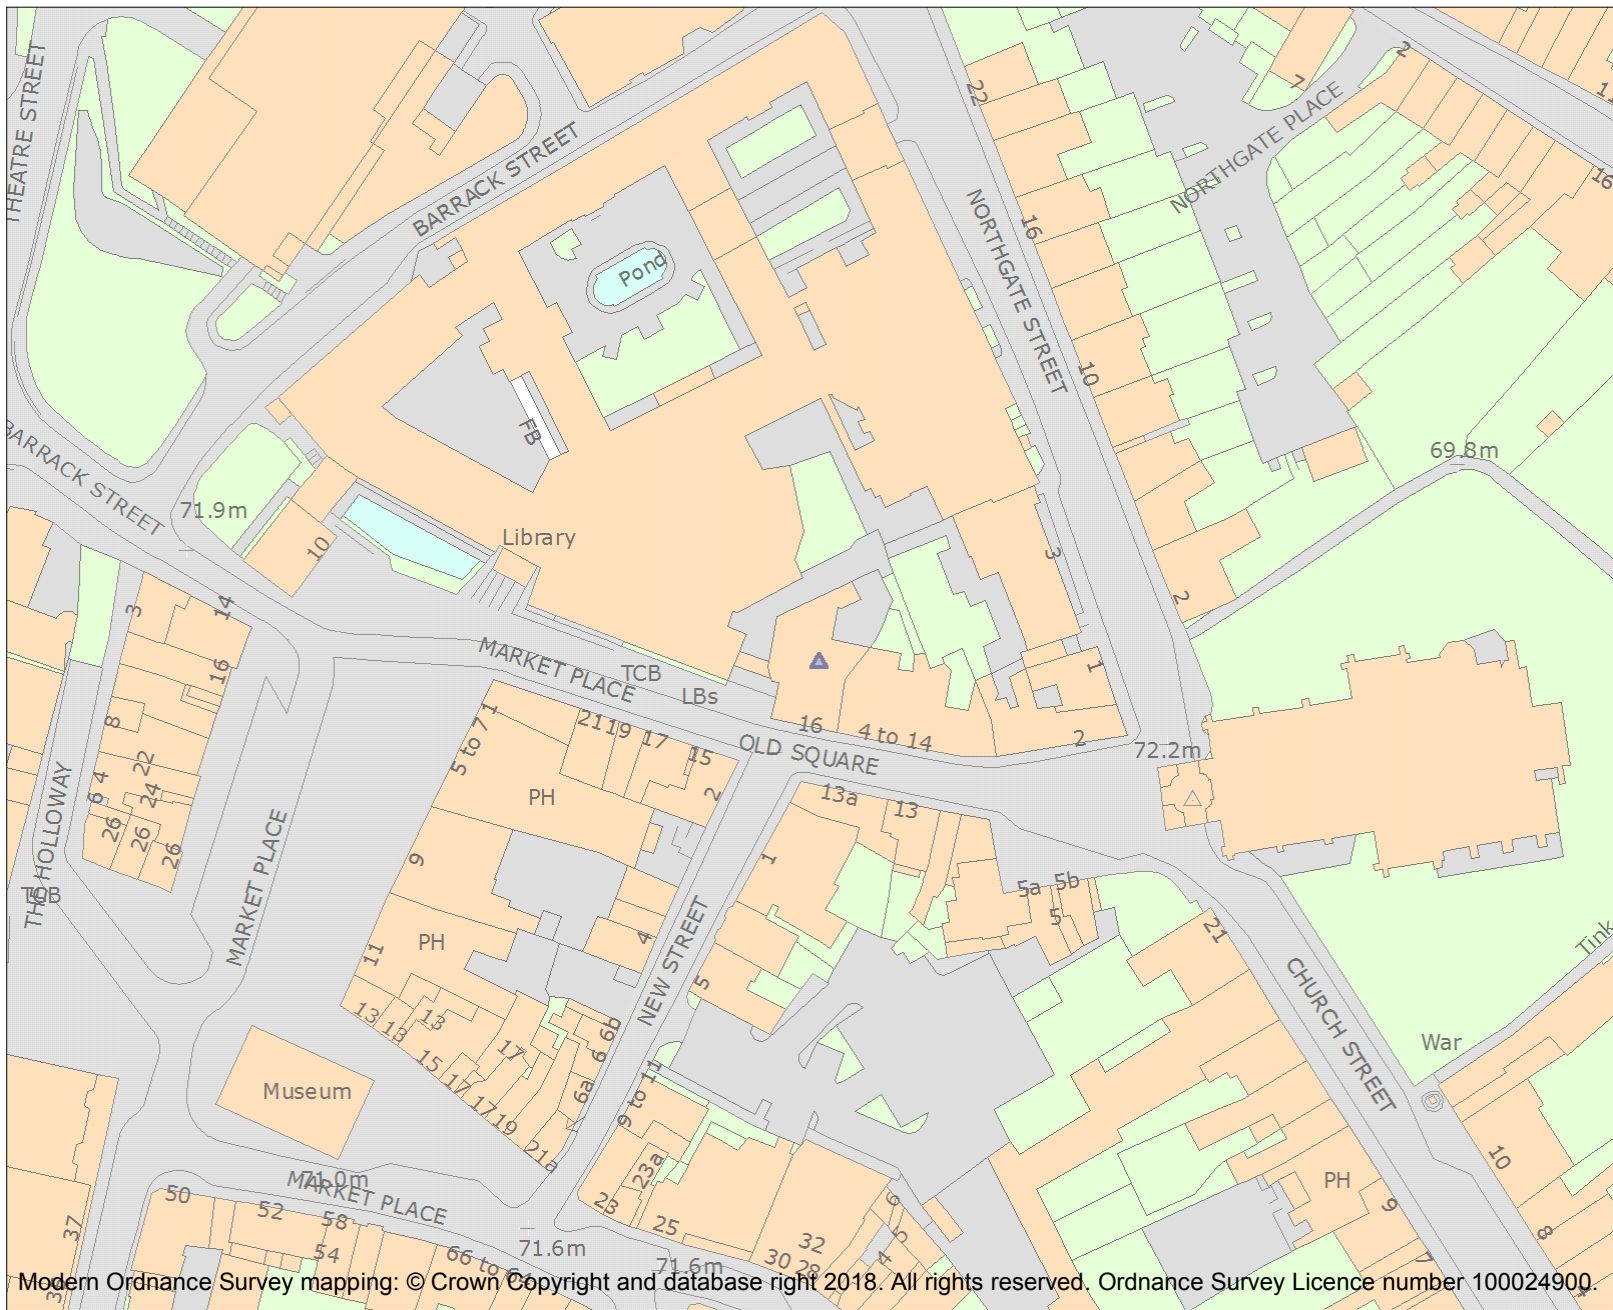 THEATRE STREET
BARRACK STREET
22
7
2
NORTHGATE PLACE
16
Pond
16
NORTHGATE STREET
10
FB
BARRACK STREET
69.8m
71.9m
Library
10
3
2
3
14
16
8
22
24
6 4
26
26
26
MARKET PLACE
TCB
LBs
1
16
4 to 14
2
OLD SQUARE
72.2m
1
5 to 7
21
19
17
15
2
PH
13a
13
THE HOLLOWAY
TCB
MARKET PLACE
9
1
5a
5b
5
4
PH
11
NEW STREET
5
21
CHURCH STREET
Tink
War
13
13
13
15
17
17
17
19
21a
6b
6
6a
9 to 11
Museum
71.0m
MARKET PLACE
50
52
58
54
66 to 64
37
23
23a
25
71.6m
71.6m
30
28
32
6
5
4
PH
9
7
10
8
Modern Ordnance Survey mapping: © Crown Copyright and database right 2018. All rights reserved. Ordnance Survey Licence number 100024900.